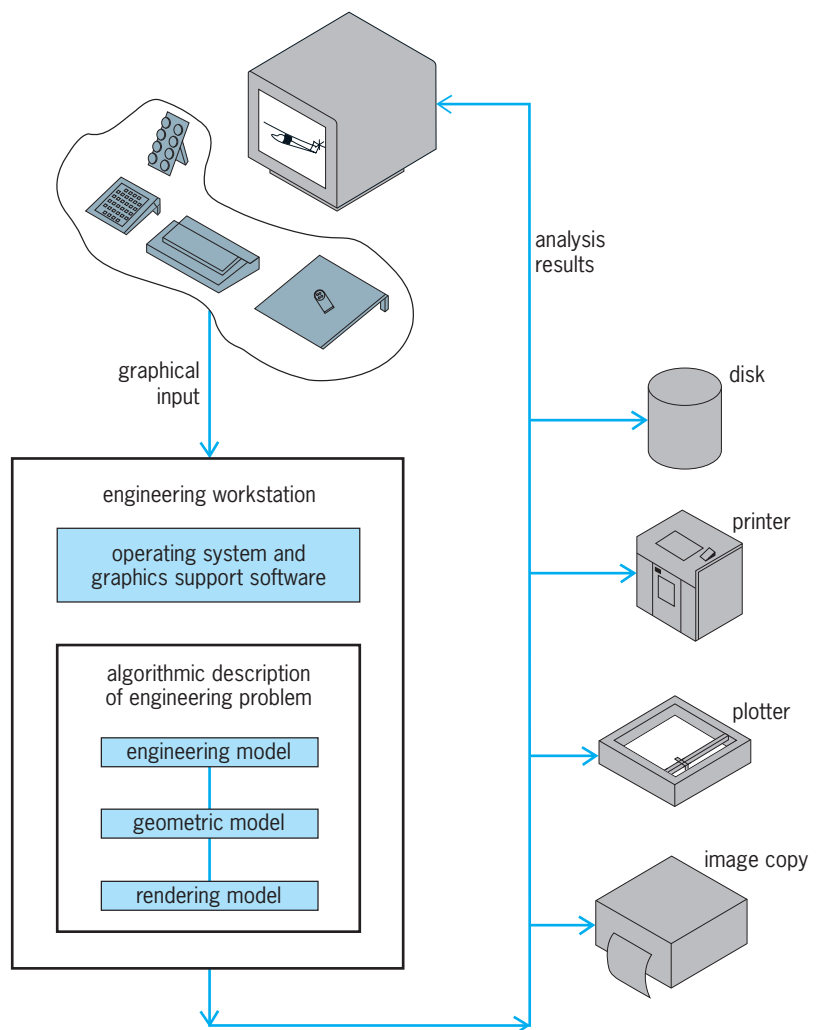 graphical
input
engineering workstation
operating system and
graphics support software
algorithmic description
of engineering problem
engineering model
geometric model
rendering model
analysis
results
disk
printer
plotter
image copy